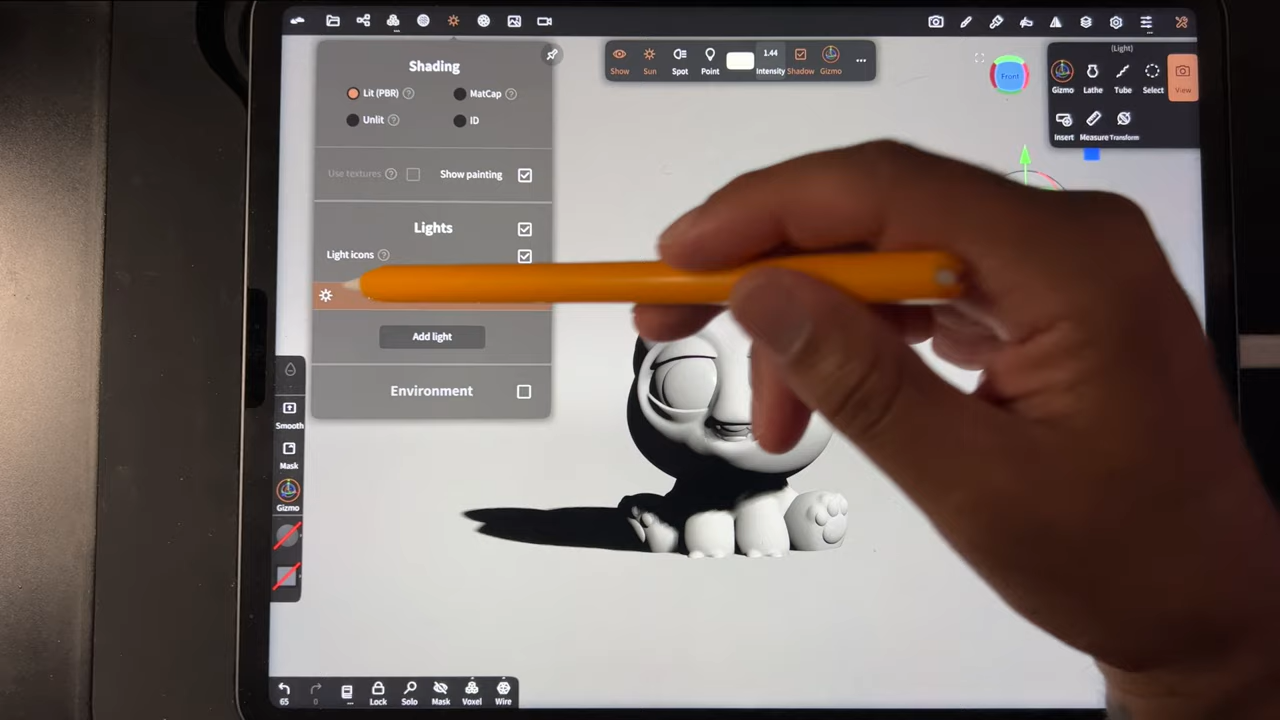 Shading
Lit (PBR) ?
MatCap ?
Unlit ?
ID
Use textures ?
Show painting
Lights
Light icons ?
Add light
Environment
Show
Sun
Spot
Point
1.44
Intensity
Shadow
Gizmo
...
Front
(Light)
Gizmo
Lathe
Tube
Select
View
Insert
Measure
Transform
Smooth
Mask
Gizmo
65
0
Lock
Solo
Mask
Voxel
Wire